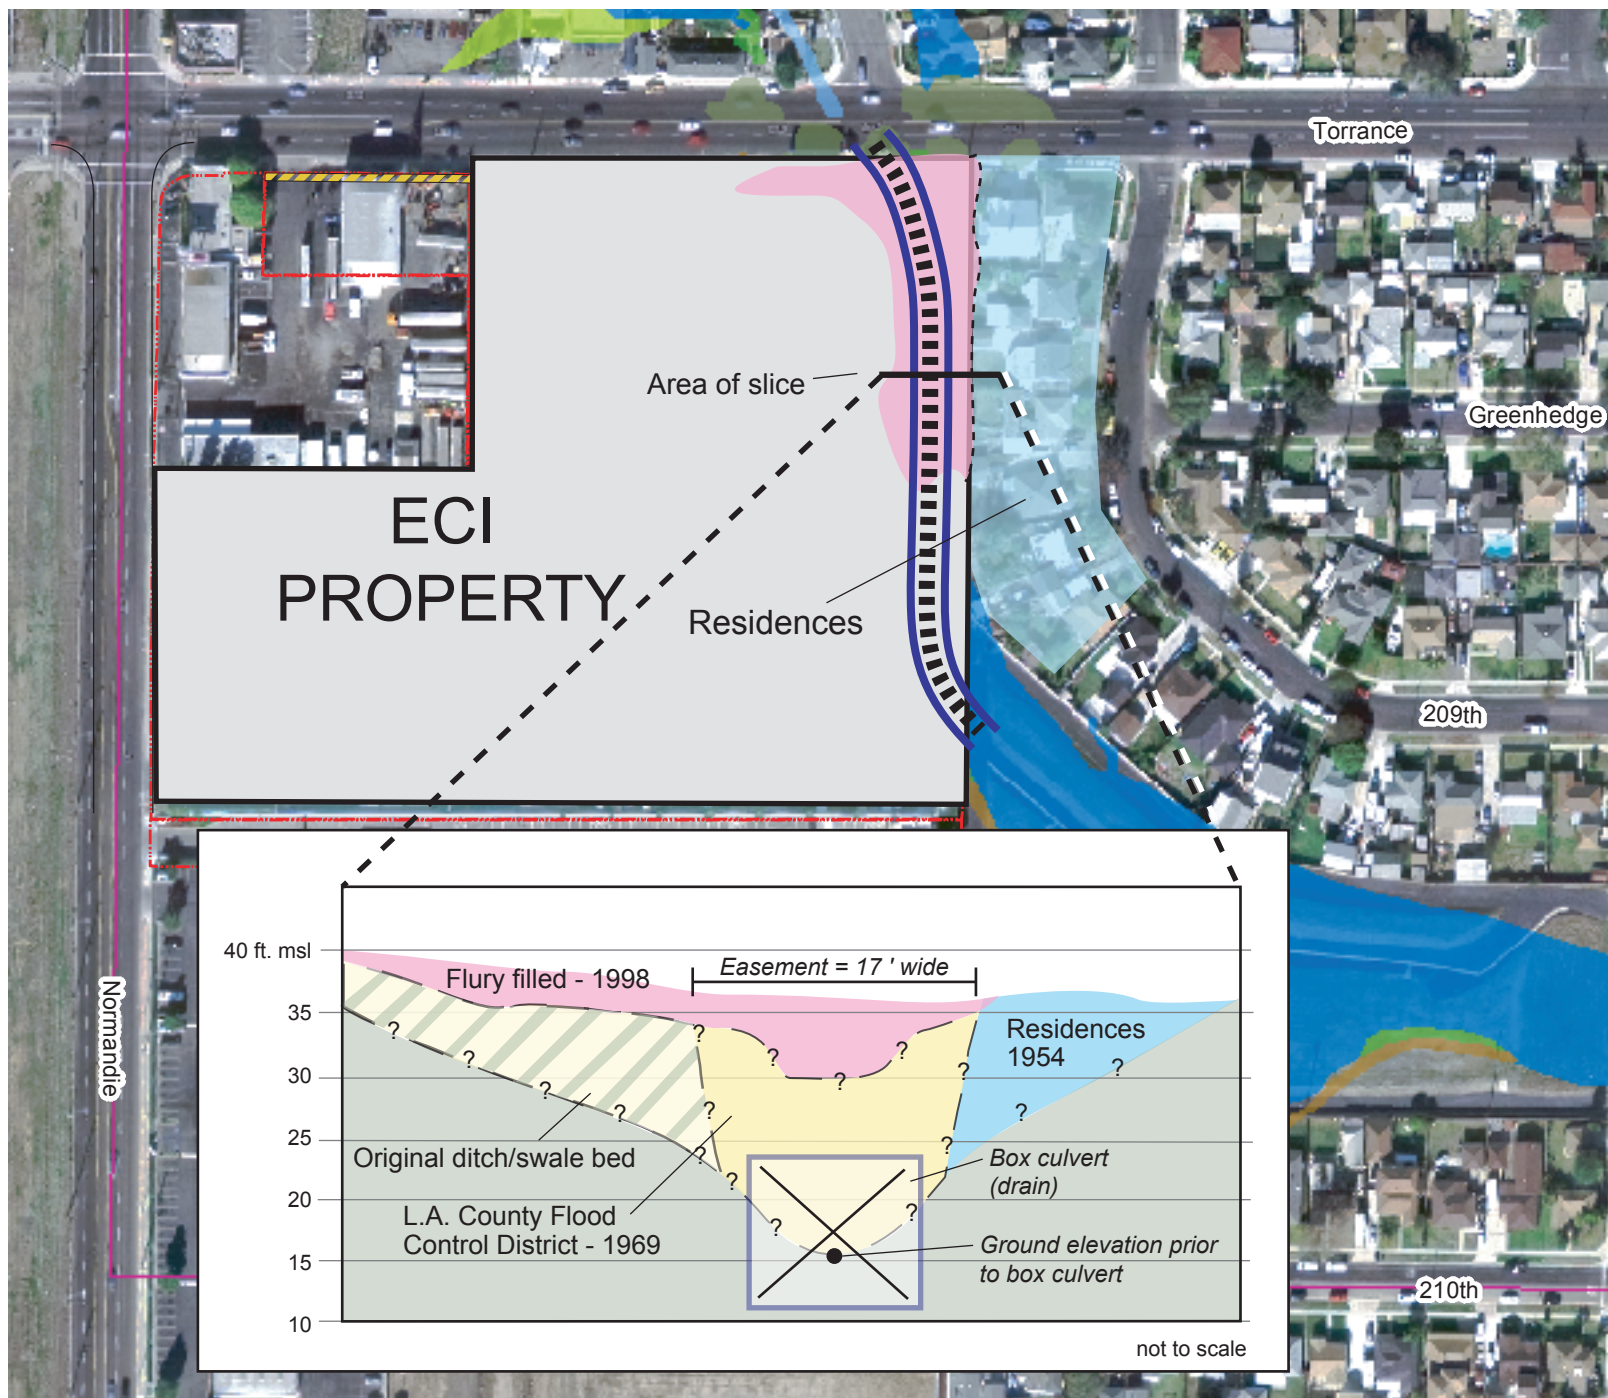 Torrance
Greenhedge
Area of slice
ECI
PROPERTY
Residences
209th
Normandie
40 ft. msl
35
30
25
20
15
10
Flury filled - 1998
Easement = 17 ' wide
Residences
1954
? ? ? ? ? ? ? ? ? ? ? ? ? ? ? ? ? ? ?
Original ditch/swale bed
L.A. County Flood
Control District - 1969
Box culvert
(drain)
Ground elevation prior
to box culvert
not to scale
210th